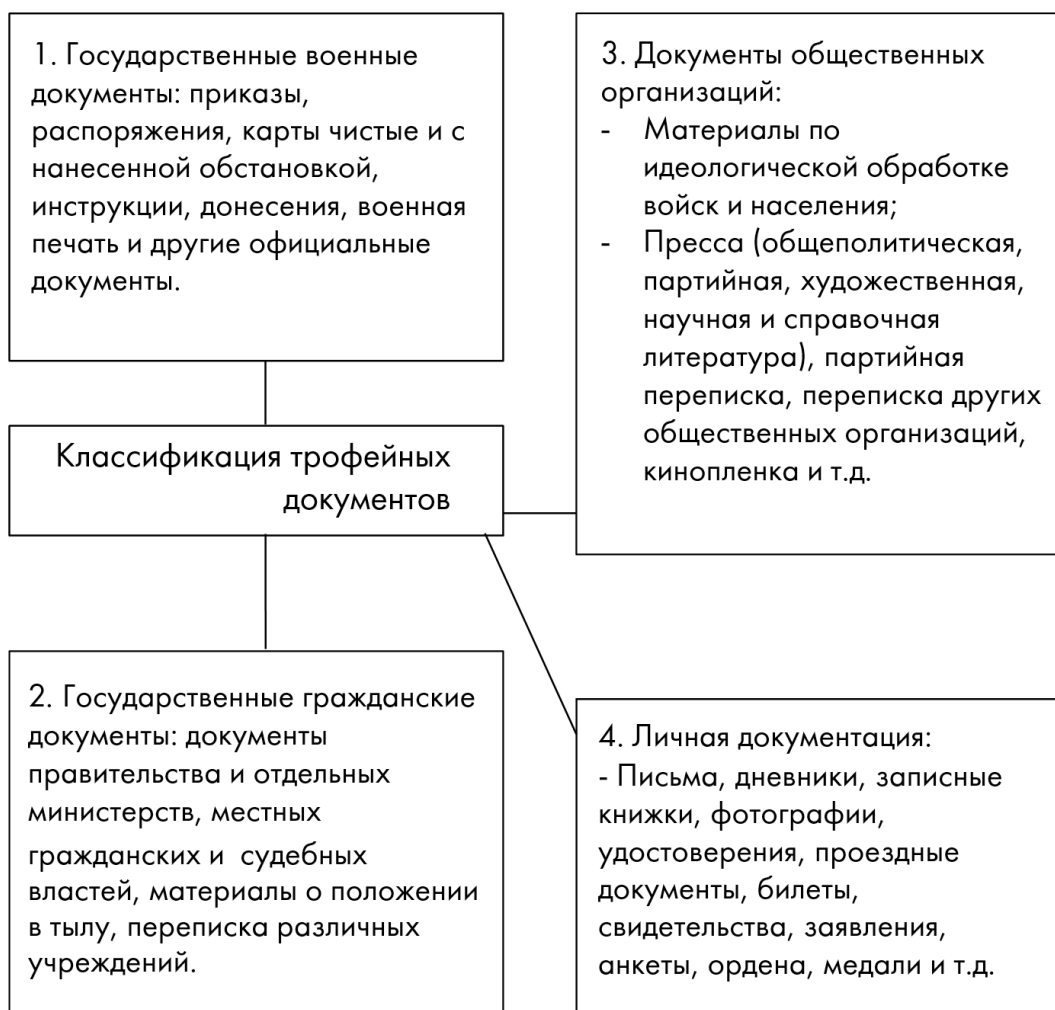 1. Государственные военные
документы: приказы,
распоряжения, карты чистые и с
нанесенной обстановкой,
инструкции, донесения, военная
печать и другие официальные
документы.
Классификация трофейных
документов
2. Государственные гражданские
документы: документы
правительства и отдельных
министерств, местных
гражданских и судебных
властей, материалы о положении
в тылу, переписка различных
учреждений.
3. Документы общественных
организаций:
- Материалы по
идеологической обработке
войск и населения;
- Пресса (общеполитическая,
партийная, художественная,
научная и справочная
литература), партийная
переписка, переписка других
общественных организаций,
кинопленка и т.д.
4. Личная документация:
- Письма, дневники, записные
книжки, фотографии,
удостоверения, проездные
документы, билеты,
свидетельства, заявления,
анкеты, ордена, медали и т.д.